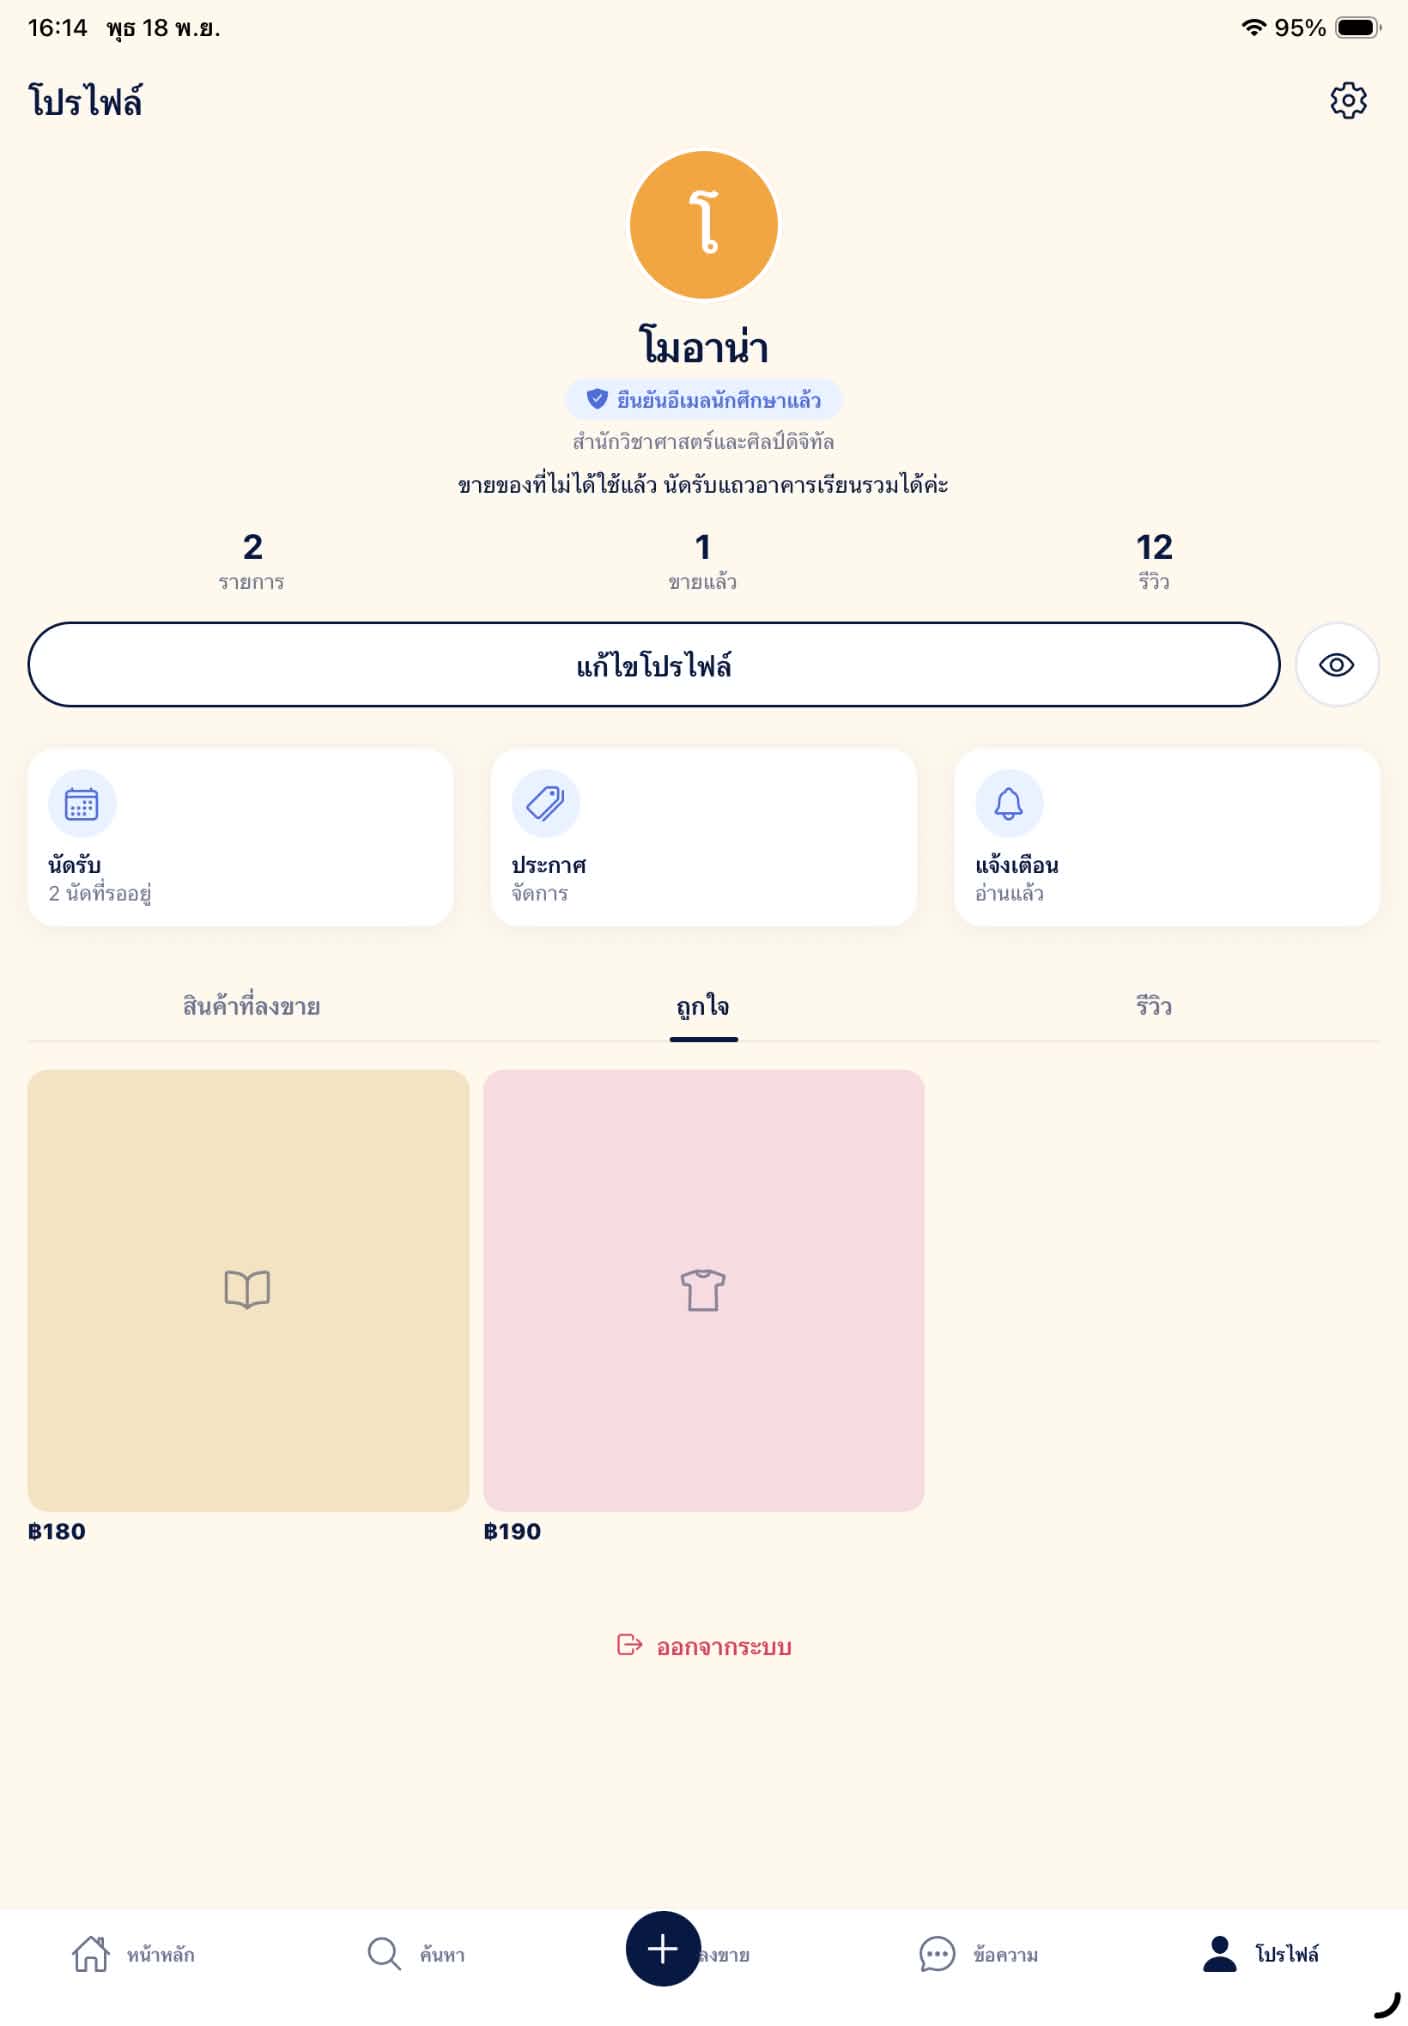 16:14 พุธ 18 พ.ย. 95%
โปรไฟล์
โ
โมอาน่า
ยืนยันอีเมลนักศึกษาแล้ว
สำนักวิชาศาสตร์และศิลป์ดิจิทัล
ขายของที่ไม่ได้ใช้แล้ว นัดรับแถวอาคารเรียนรวมได้ค่ะ
2 1 12
รายการ ขายแล้ว รีวิว
แก้ไขโปรไฟล์
นัดรับ ประกาศ แจ้งเตือน
2 นัดที่รออยู่ จัดการ อ่านแล้ว
สินค้าที่ลงขาย ถูกใจ รีวิว
฿180 ฿190
ออกจากระบบ
หน้าหลัก ค้นหา ลงขาย ข้อความ โปรไฟล์